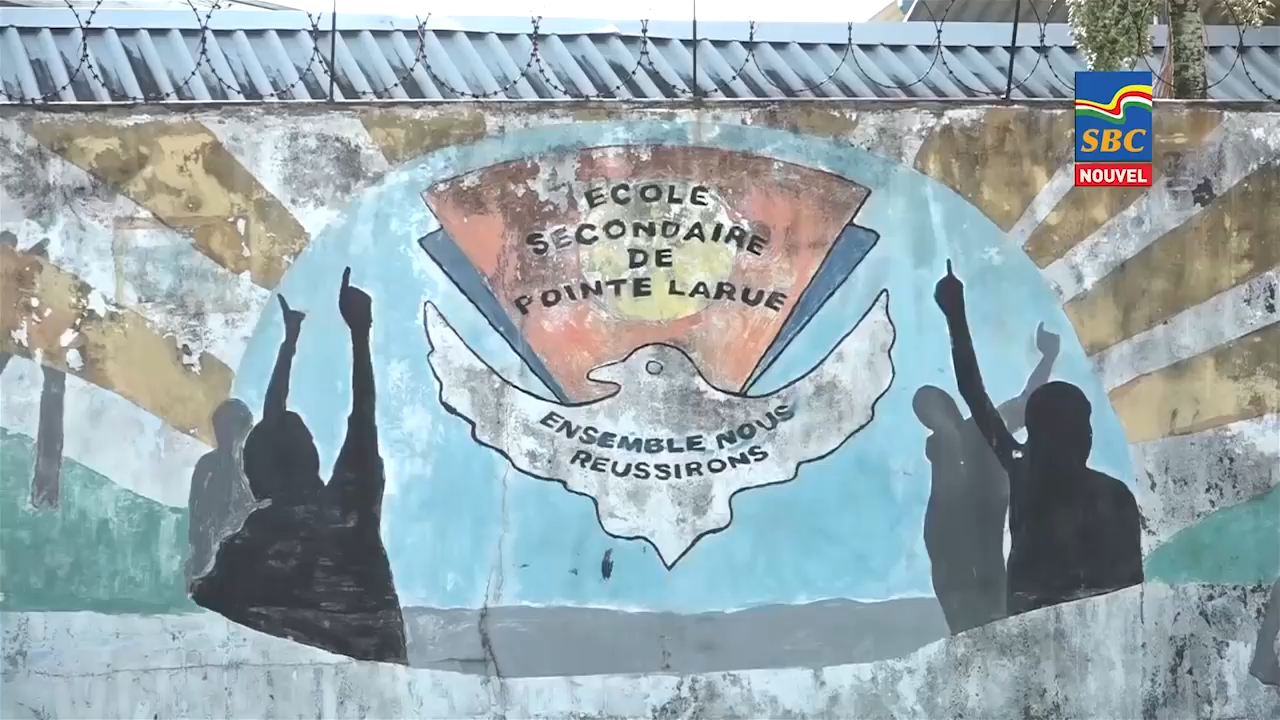 SBC
NOUVEL
ECOLE
SECONDAIRE
DE
POINTE LARUE
ENSEMBLE NOUS
REUSSIRONS